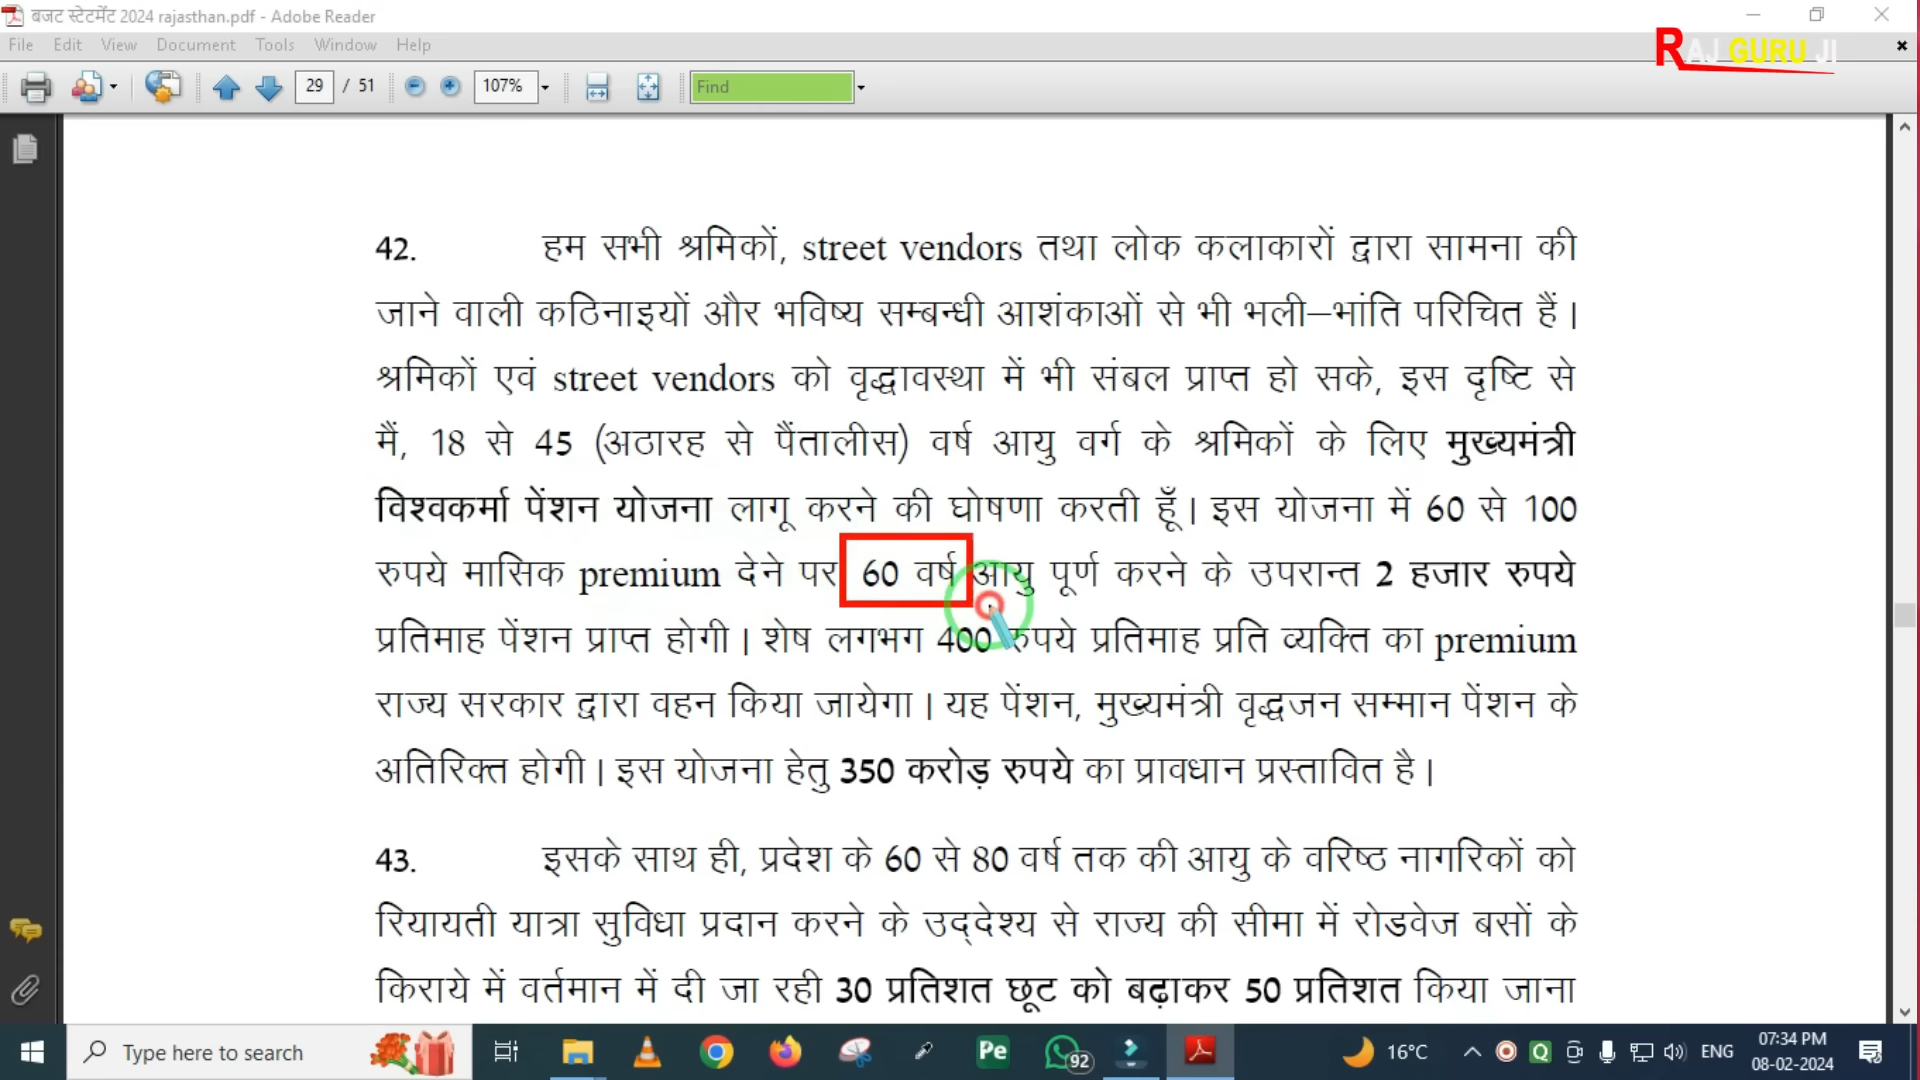 बजट स्टेटमेंट 2024 rajasthan.pdf - Adobe Reader
File Edit View Document Tools Window Help
RAJ GURU JI
29 / 51 107% Find
42. हम सभी श्रमिकों, street vendors तथा लोक कलाकारों द्वारा सामना की
जाने वाली कठिनाइयों और भविष्य सम्बन्धी आशंकाओं से भी भली–भांति परिचित हैं।
श्रमिकों एवं street vendors को वृद्धावस्था में भी संबल प्राप्त हो सके, इस दृष्टि से
मैं, 18 से 45 (अठारह से पैंतालीस) वर्ष आयु वर्ग के श्रमिकों के लिए मुख्यमंत्री
विश्वकर्मा पेंशन योजना लागू करने की घोषणा करती हूँ। इस योजना में 60 से 100
रुपये मासिक premium देने पर 60 वर्ष आयु पूर्ण करने के उपरान्त 2 हजार रुपये
प्रतिमाह पेंशन प्राप्त होगी। शेष लगभग 400 रुपये प्रतिमाह प्रति व्यक्ति का premium
राज्य सरकार द्वारा वहन किया जायेगा। यह पेंशन, मुख्यमंत्री वृद्धजन सम्मान पेंशन के
अतिरिक्त होगी। इस योजना हेतु 350 करोड़ रुपये का प्रावधान प्रस्तावित है।
43. इसके साथ ही, प्रदेश के 60 से 80 वर्ष तक की आयु के वरिष्ठ नागरिकों को
रियायती यात्रा सुविधा प्रदान करने के उद्देश्य से राज्य की सीमा में रोडवेज बसों के
किराये में वर्तमान में दी जा रही 30 प्रतिशत छूट को बढ़ाकर 50 प्रतिशत किया जाना
Type here to search Pe 92 16°C ENG 07:34 PM
08-02-2024